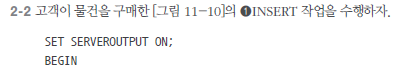 2-2 고객이 물건을 구매한 [그림 11-10]의 ❶INSERT 작업을 수행하자.
SET SERVEROUTPUT ON;
BEGIN